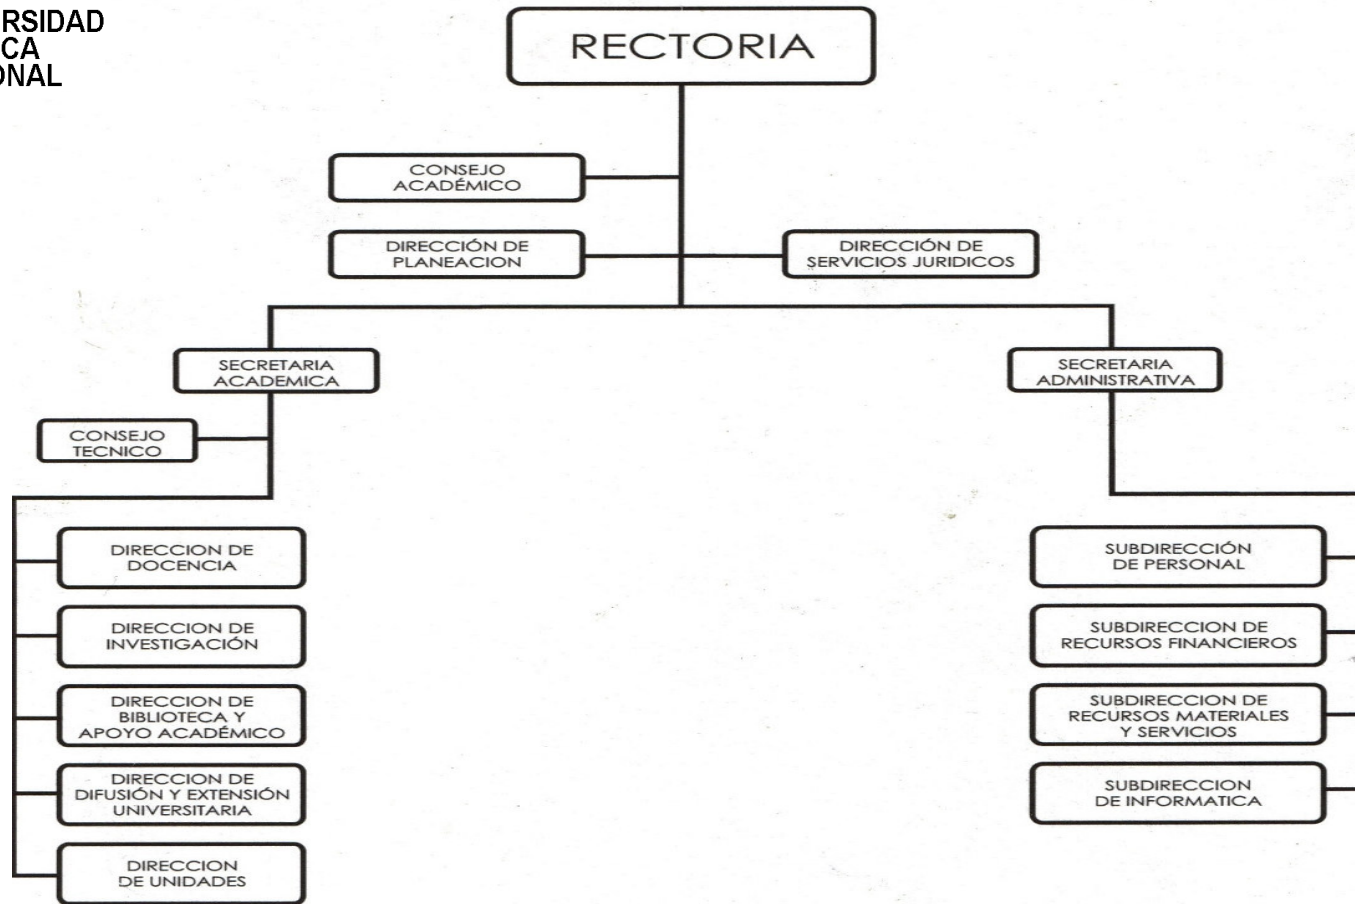 RSIDAD
CA
ONAL
RECTORIA
CONSEJO
ACADÉMICO
DIRECCIÓN DE
PLANEACION
DIRECCIÓN DE
SERVICIOS JURIDICOS
SECRETARIA
ACADEMICA
SECRETARIA
ADMINISTRATIVA
CONSEJO
TECNICO
DIRECCION DE
DOCENCIA
DIRECCION DE
INVESTIGACIÓN
DIRECCION DE
BIBLIOTECA Y
APOYO ACADÉMICO
DIRECCION DE
DIFUSIÓN Y EXTENSIÓN
UNIVERSITARIA
DIRECCION
DE UNIDADES
SUBDIRECCIÓN
DE PERSONAL
SUBDIRECCION DE
RECURSOS FINANCIEROS
SUBDIRECCION DE
RECURSOS MATERIALES
Y SERVICIOS
SUBDIRECCION
DE INFORMATICA